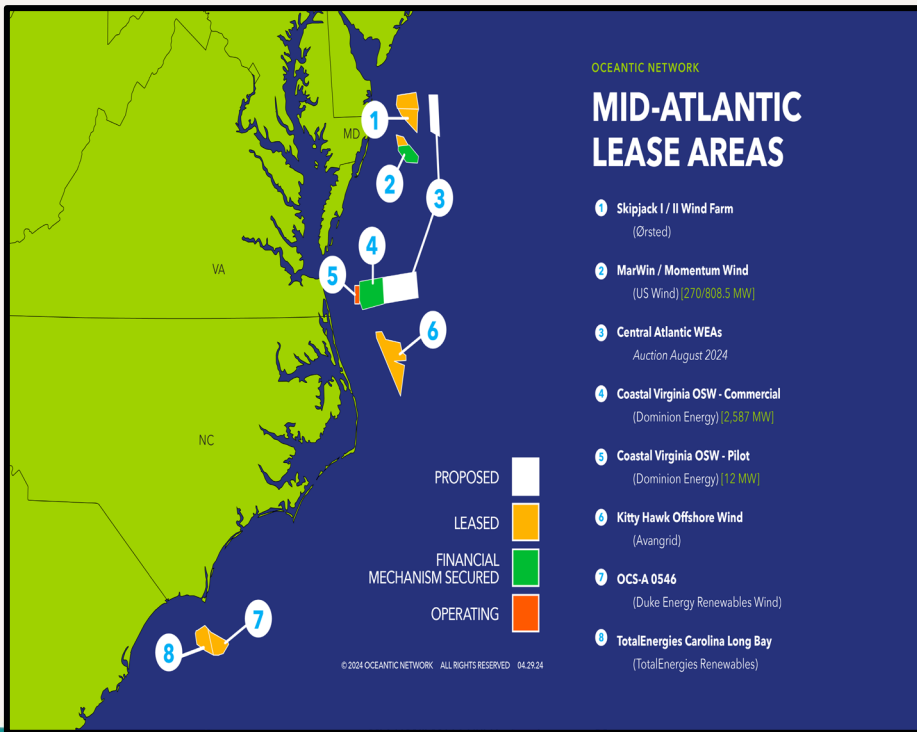 OCEANTIC NETWORK
MID-ATLANTIC
LEASE AREAS
1 Skipjack I / II Wind Farm
(Ørsted)
2 MarWin / Momentum Wind
(US Wind) [270/808.5 MW]
3 Central Atlantic WEAs
Auction August 2024
4 Coastal Virginia OSW - Commercial
(Dominion Energy) [2,587 MW]
5 Coastal Virginia OSW - Pilot
(Dominion Energy) [12 MW]
6 Kitty Hawk Offshore Wind
(Avangrid)
7 OCS-A 0546
(Duke Energy Renewables Wind)
8 TotalEnergies Carolina Long Bay
(TotalEnergies Renewables)
1
MD
2
3
4
VA
5
6
NC
7
8
PROPOSED
LEASED
FINANCIAL
MECHANISM SECURED
OPERATING
© 2024 OCEANTIC NETWORK ALL RIGHTS RESERVED 04.29.24